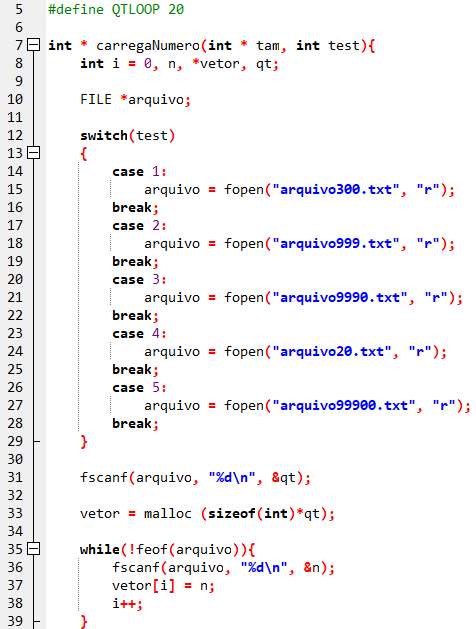 5 #define QTLOOP 20
6
7 int * carregaNumero(int * tam, int test){
8 int i = 0, n, *vetor, qt;
9
10 FILE *arquivo;
11
12 switch(test)
13 {
14 case 1:
15 arquivo = fopen("arquivo300.txt", "r");
16 break;
17 case 2:
18 arquivo = fopen("arquivo999.txt", "r");
19 break;
20 case 3:
21 arquivo = fopen("arquivo9990.txt", "r");
22 break;
23 case 4:
24 arquivo = fopen("arquivo20.txt", "r");
25 break;
26 case 5:
27 arquivo = fopen("arquivo99900.txt", "r");
28 break;
29 }
30
31 fscanf(arquivo, "%d\n", &qt);
32
33 vetor = malloc (sizeof(int)*qt);
34
35 while(!feof(arquivo)){
36 fscanf(arquivo, "%d\n", &n);
37 vetor[i] = n;
38 i++;
39 }